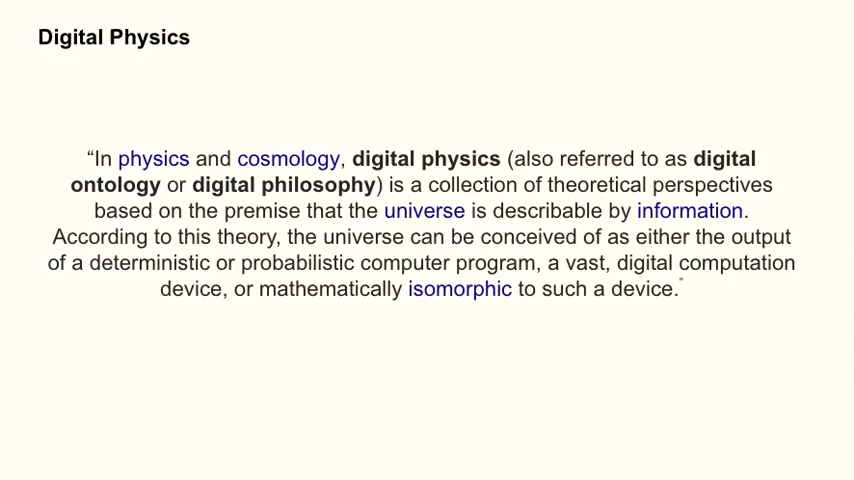 Digital Physics
“In physics and cosmology, digital physics (also referred to as digital
ontology or digital philosophy) is a collection of theoretical perspectives
based on the premise that the universe is describable by information.
According to this theory, the universe can be conceived of as either the output
of a deterministic or probabilistic computer program, a vast, digital computation
device, or mathematically isomorphic to such a device.”